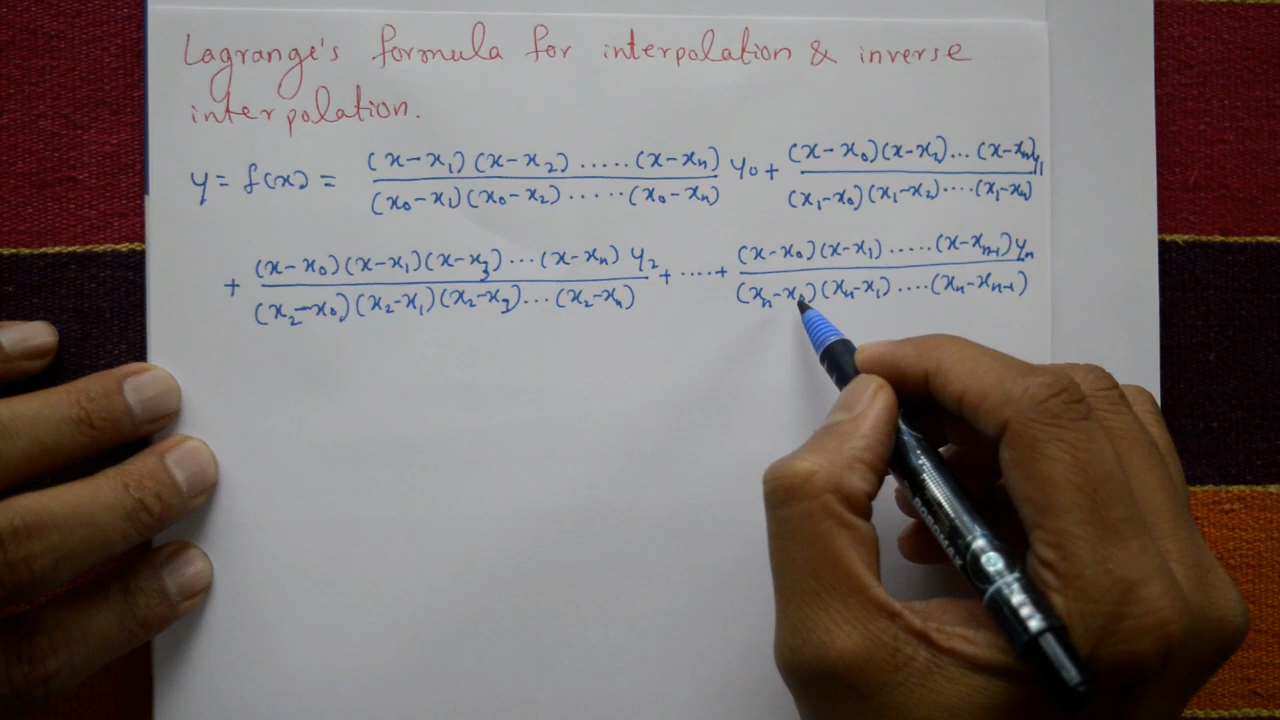 Lagrange's formula for interpolation & inverse
interpolation.
y = f(x) = (x-x₁)(x-x₂).....(x-xₙ) / (x₀-x₁)(x₀-x₂)......(x₀-xₙ) y₀ + (x-x₀)(x-x₂)...(x-xₙ)y₁ / (x₁-x₀)(x₁-x₂)....(x₁-xₙ)
+ (x-x₀)(x-x₁)(x-x₃)...(x-xₙ) y₂ / (x₂-x₀)(x₂-x₁)(x₂-x₃)...(x₂-xₙ) + ....+ (x-x₀)(x-x₁).....(x-xₙ₋₁)yₙ / (xₙ-x₀)(xₙ-x₁)....(xₙ-xₙ₋₁)